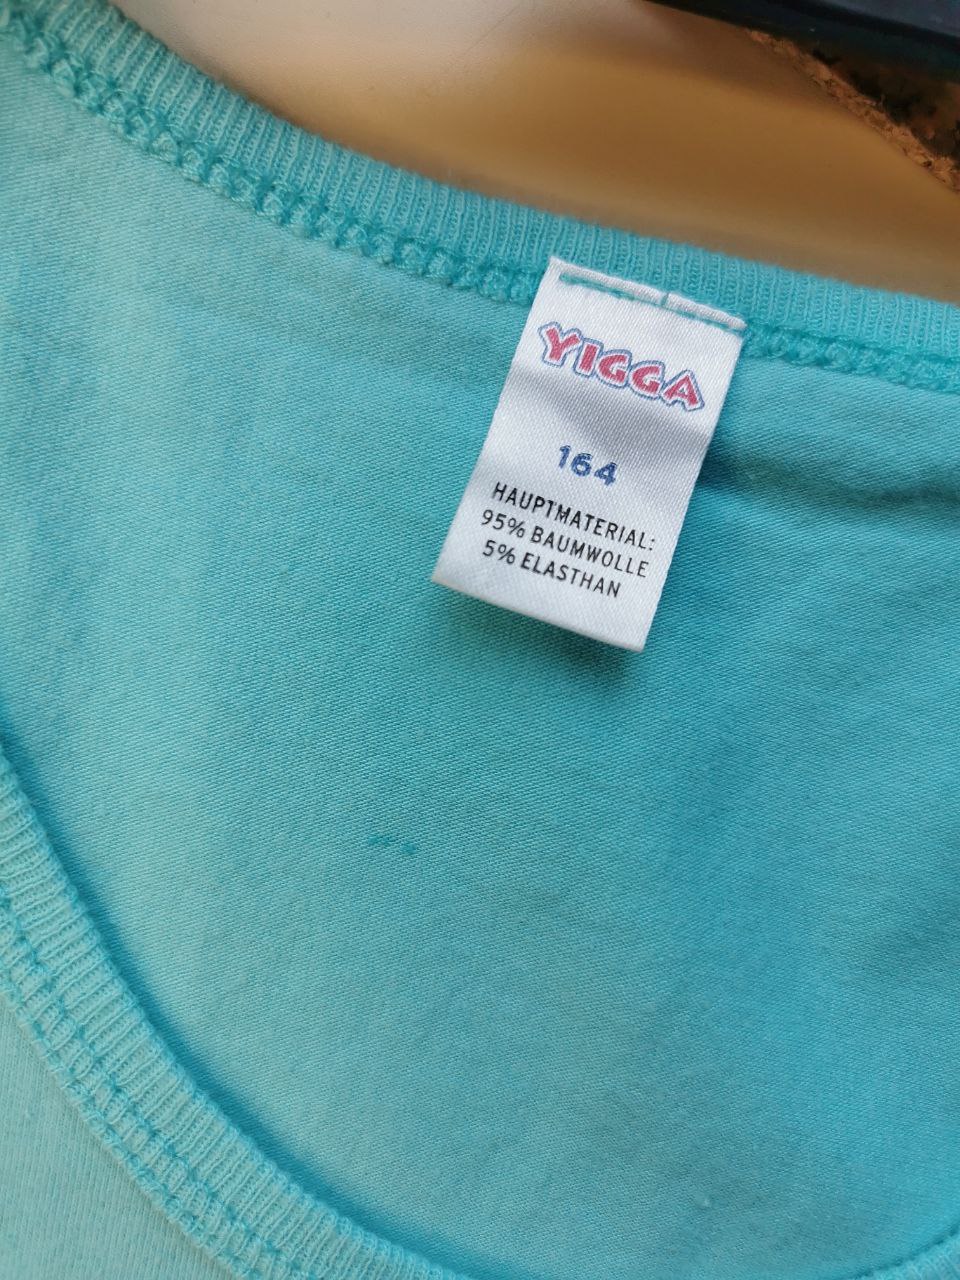 YIGGA
164
HAUPTMATERIAL:
95% BAUMWOLLE
5% ELASTHAN